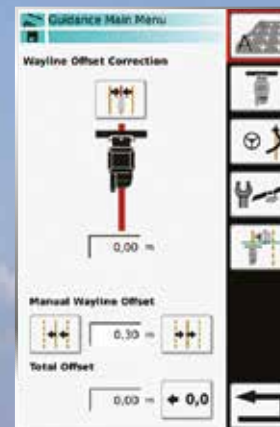 Guidance Main Menu
Wayline Offset Correction
0,00 m
Manual Wayline Offset
0,30 m
Total Offset
0,00 m
0,0